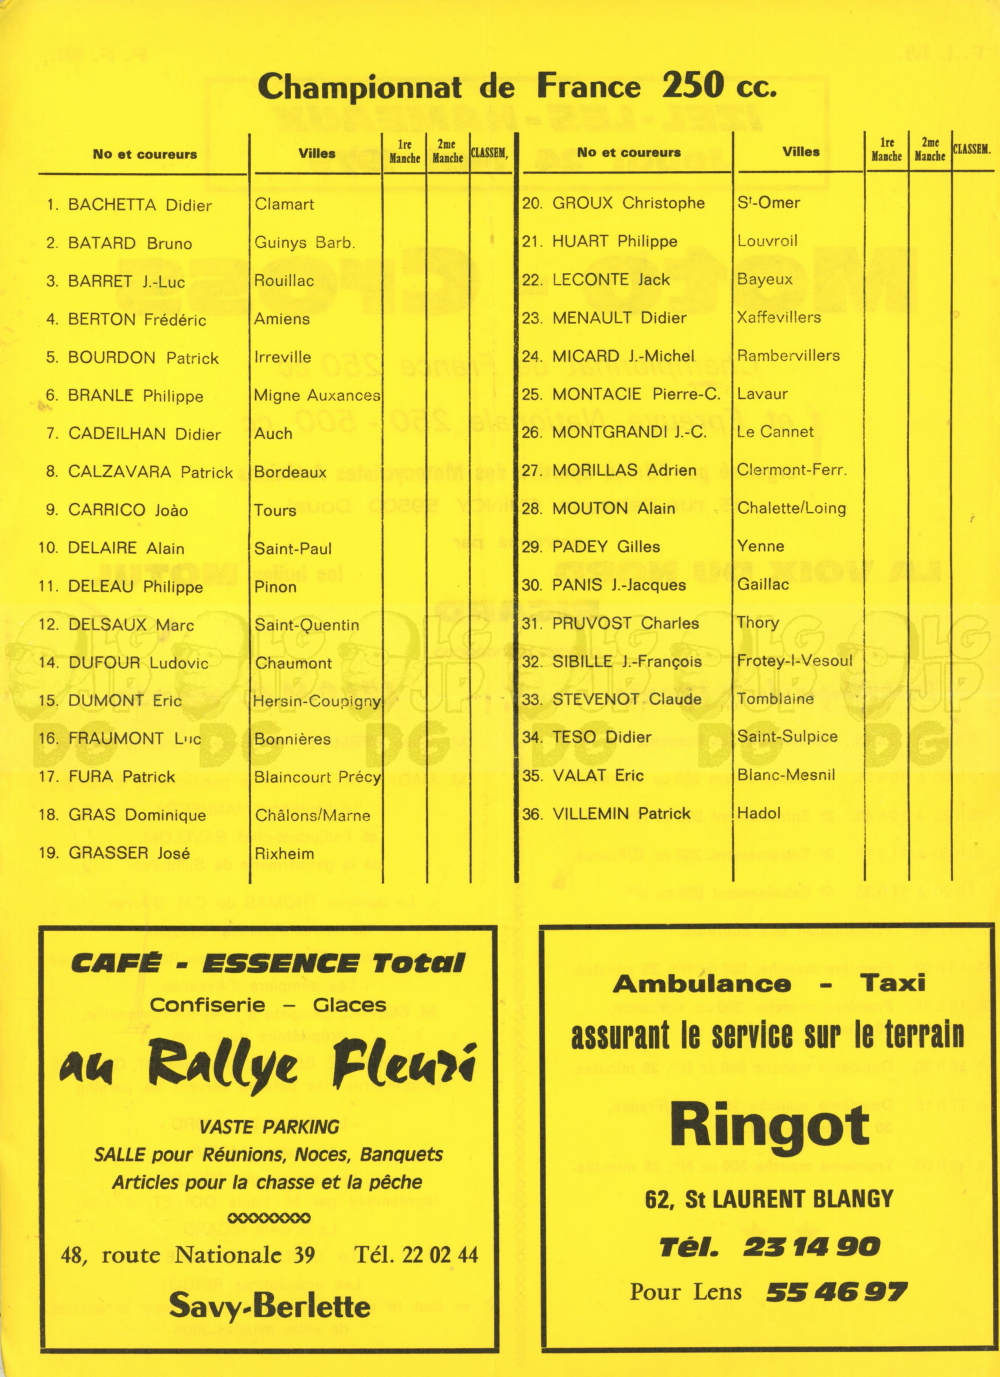 Championnat de France 250 cc.
No et coureurs Villes 1re Manche 2me Manche CLASSEM,
1. BACHETTA Didier Clamart
2. BATARD Bruno Guinys Barb.
3. BARRET J.-Luc Rouillac
4. BERTON Frédéric Amiens
5. BOURDON Patrick Irreville
6. BRANLE Philippe Migne Auxances
7. CADEILHAN Didier Auch
8. CALZAVARA Patrick Bordeaux
9. CARRICO Joào Tours
10. DELAIRE Alain Saint-Paul
11. DELEAU Philippe Pinon
12. DELSAUX Marc Saint-Quentin
14. DUFOUR Ludovic Chaumont
15. DUMONT Eric Hersin-Coupigny
16. FRAUMONT Luc Bonnières
17. FURA Patrick Blaincourt Précy
18. GRAS Dominique Châlons/Marne
19. GRASSER José Rixheim
No et coureurs Villes 1re Manche 2me Manche CLASSEM.
20. GROUX Christophe St-Omer
21. HUART Philippe Louvroil
22. LECONTE Jack Bayeux
23. MENAULT Didier Xaffevillers
24. MICARD J.-Michel Rambervillers
25. MONTACIE Pierre-C. Lavaur
26. MONTGRANDI J.-C. Le Cannet
27. MORILLAS Adrien Clermont-Ferr.
28. MOUTON Alain Chalette/Loing
29. PADEY Gilles Yenne
30. PANIS J.-Jacques Gaillac
31. PRUVOST Charles Thory
32. SIBILLE J.-François Frotey-l-Vesoul
33. STEVENOT Claude Tomblaine
34. TESO Didier Saint-Sulpice
35. VALAT Eric Blanc-Mesnil
36. VILLEMIN Patrick Hadol
CAFÉ - ESSENCE Total
Confiserie – Glaces
au Rallye Fleuri
VASTE PARKING
SALLE pour Réunions, Noces, Banquets
Articles pour la chasse et la pêche
48, route Nationale 39 Tél. 22 02 44
Savy-Berlette
Ambulance - Taxi
assurant le service sur le terrain
Ringot
62, St LAURENT BLANGY
Tél. 23 14 90
Pour Lens 55 46 97